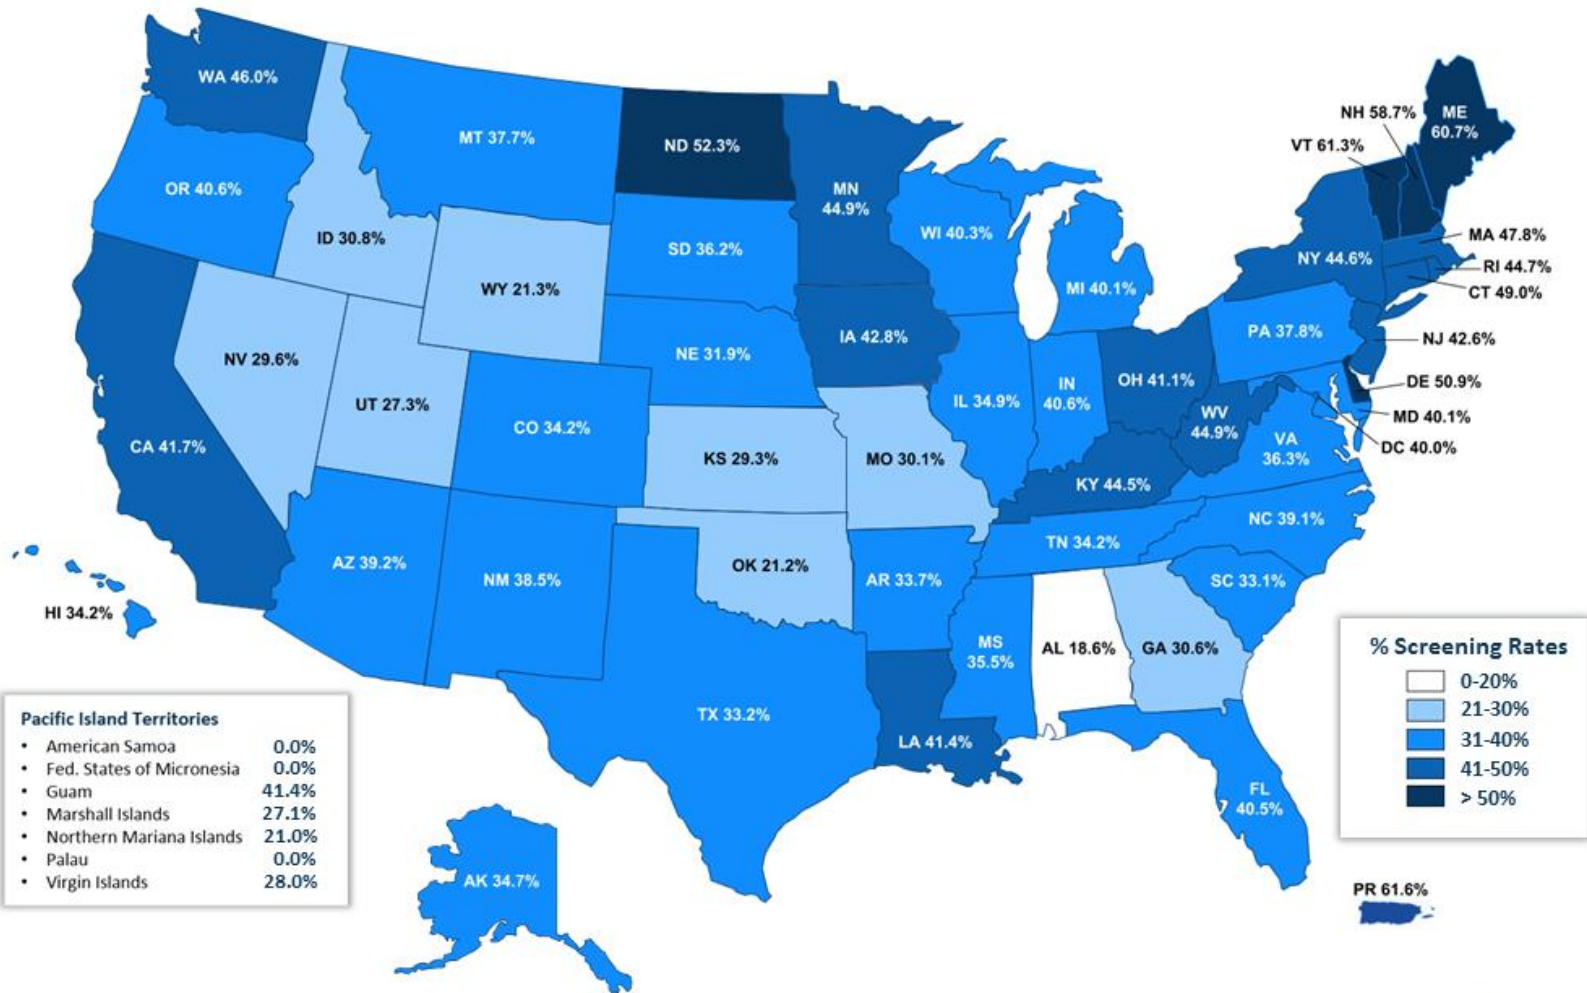 WA 46.0%
MT 37.7%
ND 52.3%
NH 58.7%
ME
60.7%
VT 61.3%
OR 40.6%
MN
44.9%
ID 30.8%
SD 36.2%
WI 40.3%
MA 47.8%
NY 44.6%
RI 44.7%
WY 21.3%
MI 40.1%
CT 49.0%
NV 29.6%
NE 31.9%
IA 42.8%
PA 37.8%
NJ 42.6%
UT 27.3%
IL 34.9%
IN
40.6%
OH 41.1%
DE 50.9%
CA 41.7%
CO 34.2%
KS 29.3%
MO 30.1%
WV
44.9%
VA
36.3%
MD 40.1%
DC 40.0%
KY 44.5%
NC 39.1%
AZ 39.2%
NM 38.5%
OK 21.2%
AR 33.7%
TN 34.2%
SC 33.1%
HI 34.2%
MS
35.5%
AL 18.6%
GA 30.6%
TX 33.2%
LA 41.4%
FL
40.5%
AK 34.7%
PR 61.6%
% Screening Rates
0-20%
21-30%
31-40%
41-50%
> 50%
Pacific Island Territories
• American Samoa 0.0%
• Fed. States of Micronesia 0.0%
• Guam 41.4%
• Marshall Islands 27.1%
• Northern Mariana Islands 21.0%
• Palau 0.0%
• Virgin Islands 28.0%